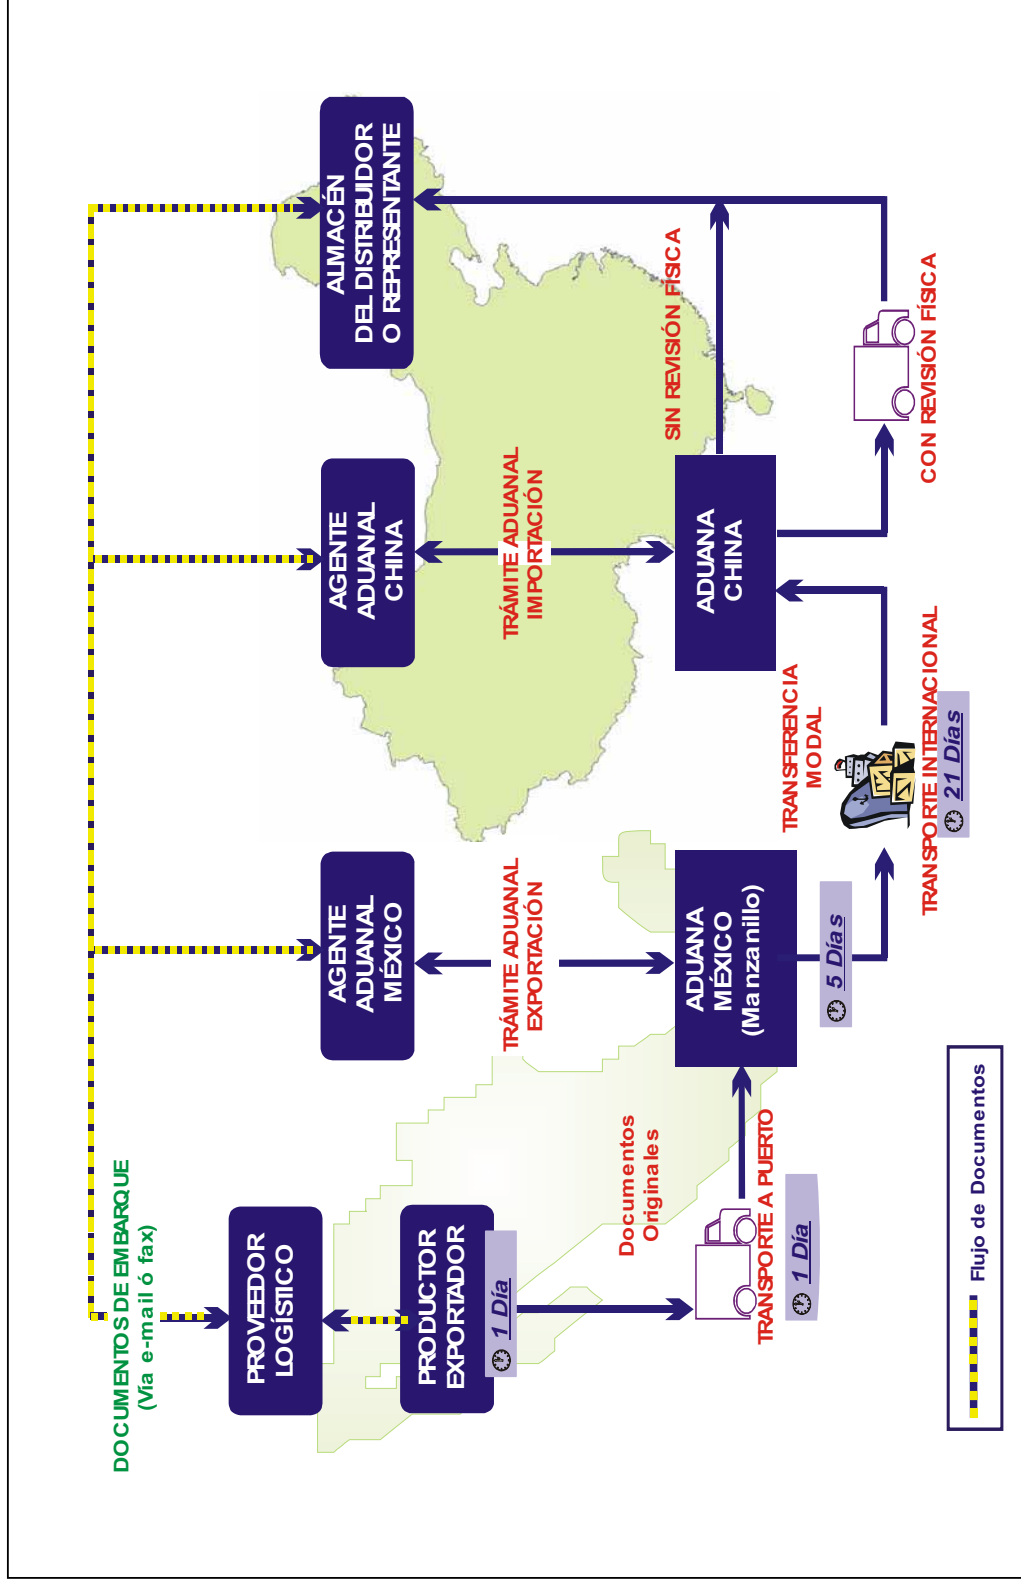 DOCUMENTOS DE EMBARQUE
(Vía e-mail ó fax)
PROVEEDOR
LOGÍSTICO
AGENTE
ADUANAL
MÉXICO
AGENTE
ADUANAL
CHINA
ALMACÉN
DEL DISTRIBUIDOR
O REPRESENTANTE
PRODUCTOR
EXPORTADOR
1 Día
TRÁMITE ADUANAL
EXPORTACIÓN
TRÁMITE ADUANAL
IMPORTACIÓN
Documentos
Originales
SIN REVISIÓN FÍSICA
ADUANA
MÉXICO
(Manzanillo)
ADUANA
CHINA
TRANSPORTE A PUERTO
1 Día
5 Días
TRANSFERENCIA
MODAL
TRANSPORTE INTERNACIONAL
21 Días
CON REVISIÓN FÍSICA
Flujo de Documentos